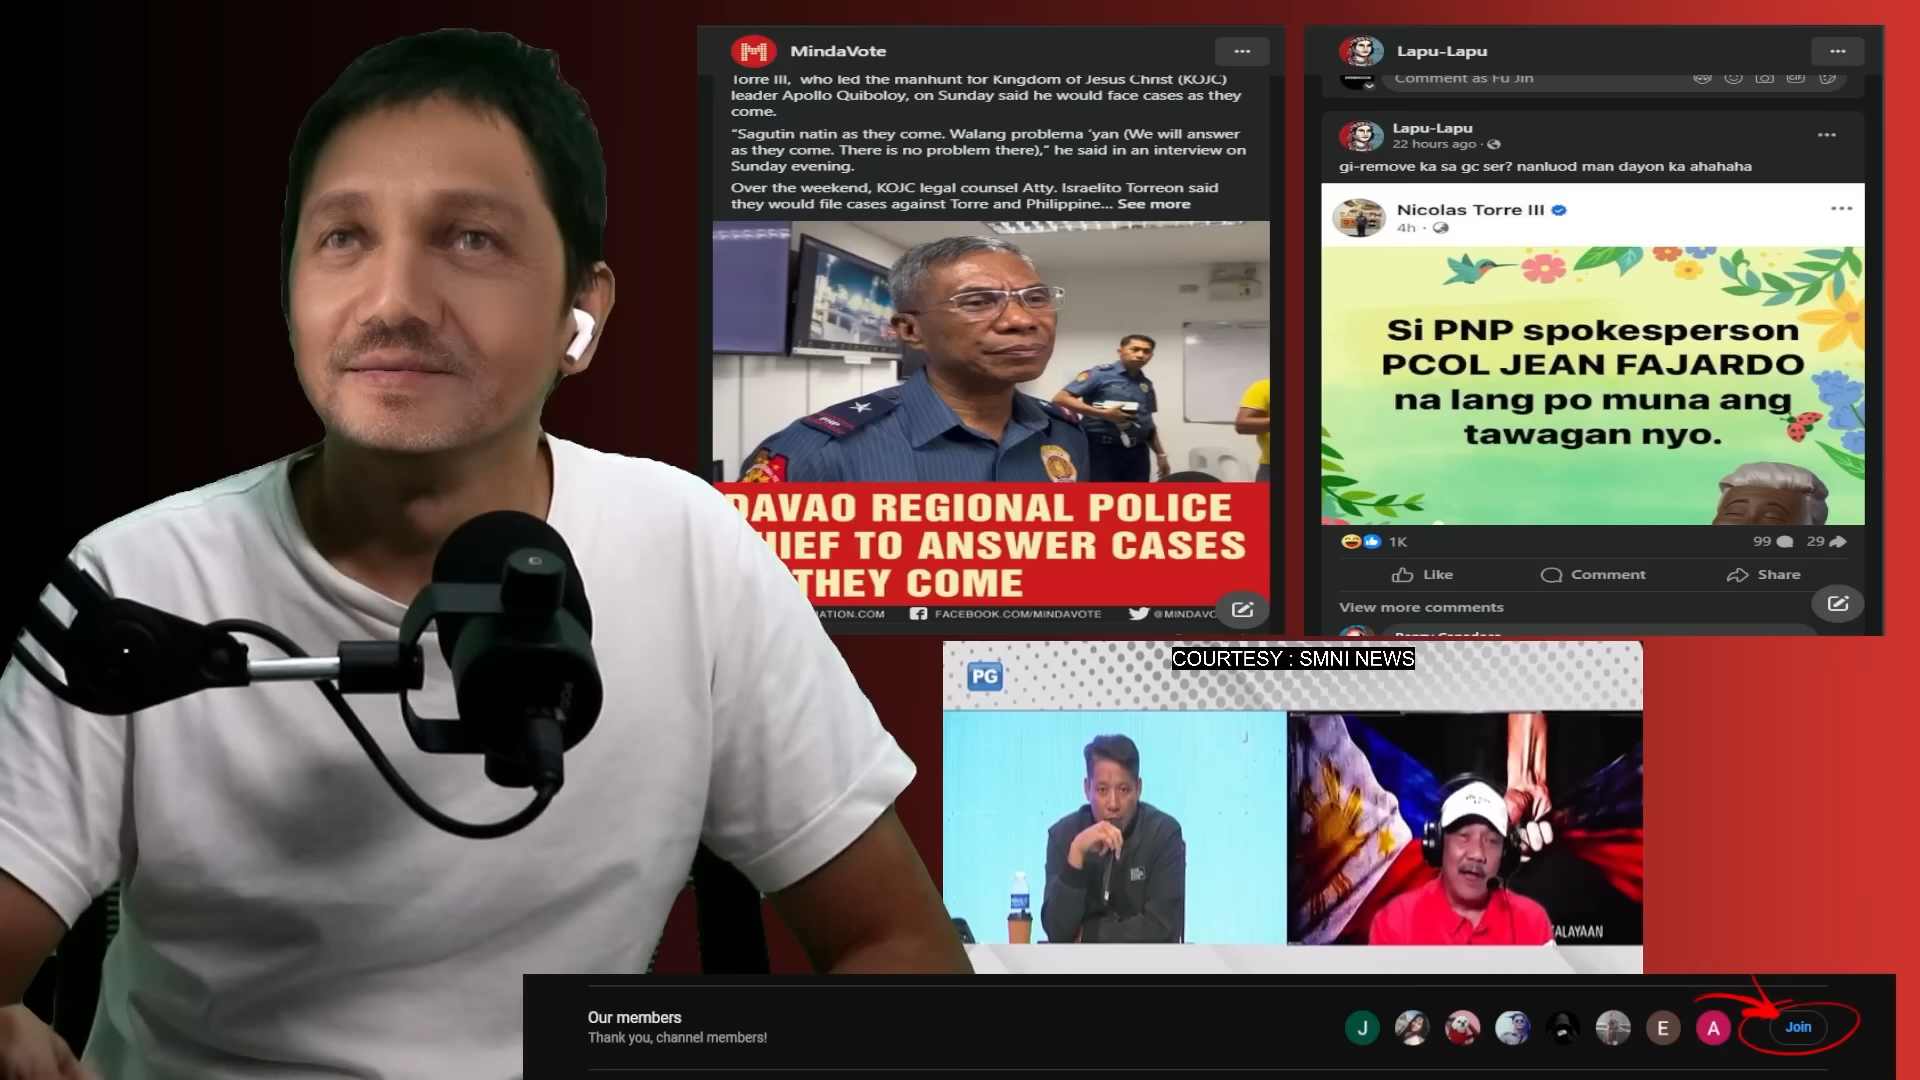 MindaVote
Torre III, who led the manhunt for Kingdom of Jesus Christ (KOJC)
leader Apollo Quiboloy, on Sunday said he would face cases as they
come.
“Sagutin natin as they come. Walang problema ‘yan (We will answer
as they come. There is no problem there),” he said in an interview on
Sunday evening.
Over the weekend, KOJC legal counsel Atty. Israelito Torreon said
they would file cases against Torre and Philippine... See more
PNP
DAVAO REGIONAL POLICE
HIEF TO ANSWER CASES
THEY COME
ATION.COM FACEBOOK.COM/MINDAVOTE @MINDAVO
Lapu-Lapu
Comment as Fu Jin
GIF
Lapu-Lapu
22 hours ago ·
gi-remove ka sa gc ser? nanluod man dayon ka ahahaha
Nicolas Torre III
4h ·
Si PNP spokesperson
PCOL JEAN FAJARDO
na lang po muna ang
tawagan nyo.
1K 99 29
Like Comment Share
View more comments
COURTESY : SMNI NEWS
PG
ALAYAAN
Our members
Thank you, channel members!
J E A Join